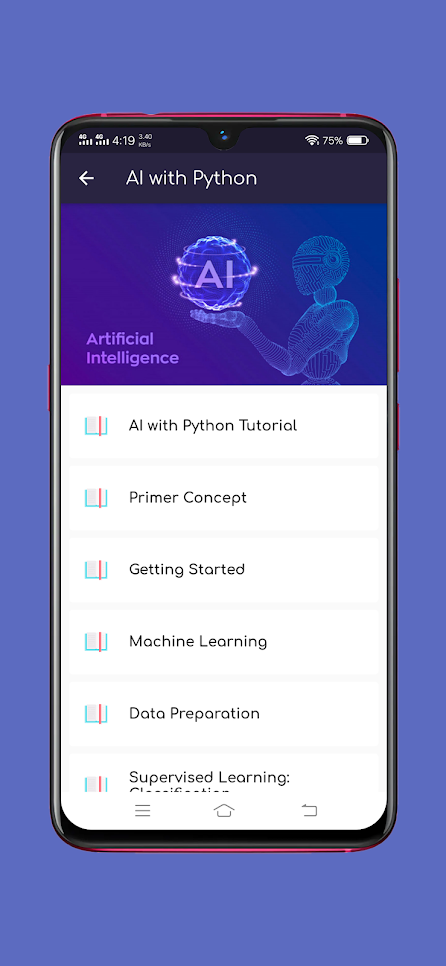 4G 4G 4:19 3.40 KB/s 75%
AI with Python
AI
Artificial
Intelligence
AI with Python Tutorial
Primer Concept
Getting Started
Machine Learning
Data Preparation
Supervised Learning:
Classification